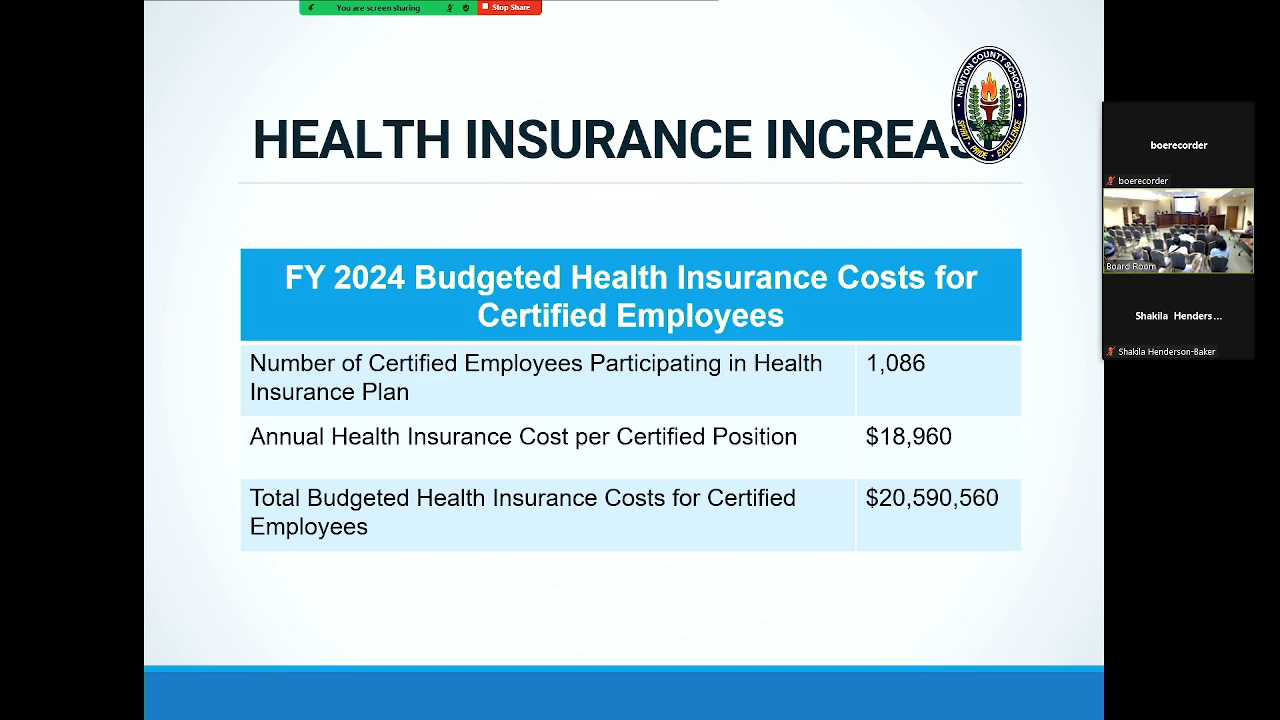 You are screen sharing
Stop Share
NEWTON COUNTY SCHOOLS
SPIRIT • PRIDE • EXCELLENCE
HEALTH INSURANCE INCREAS
FY 2024 Budgeted Health Insurance Costs for
Certified Employees
Number of Certified Employees Participating in Health
Insurance Plan
1,086
Annual Health Insurance Cost per Certified Position
$18,960
Total Budgeted Health Insurance Costs for Certified
Employees
$20,590,560
boerecorder
boerecorder
Board Room
Shakila Henders...
Shakila Henderson-Baker